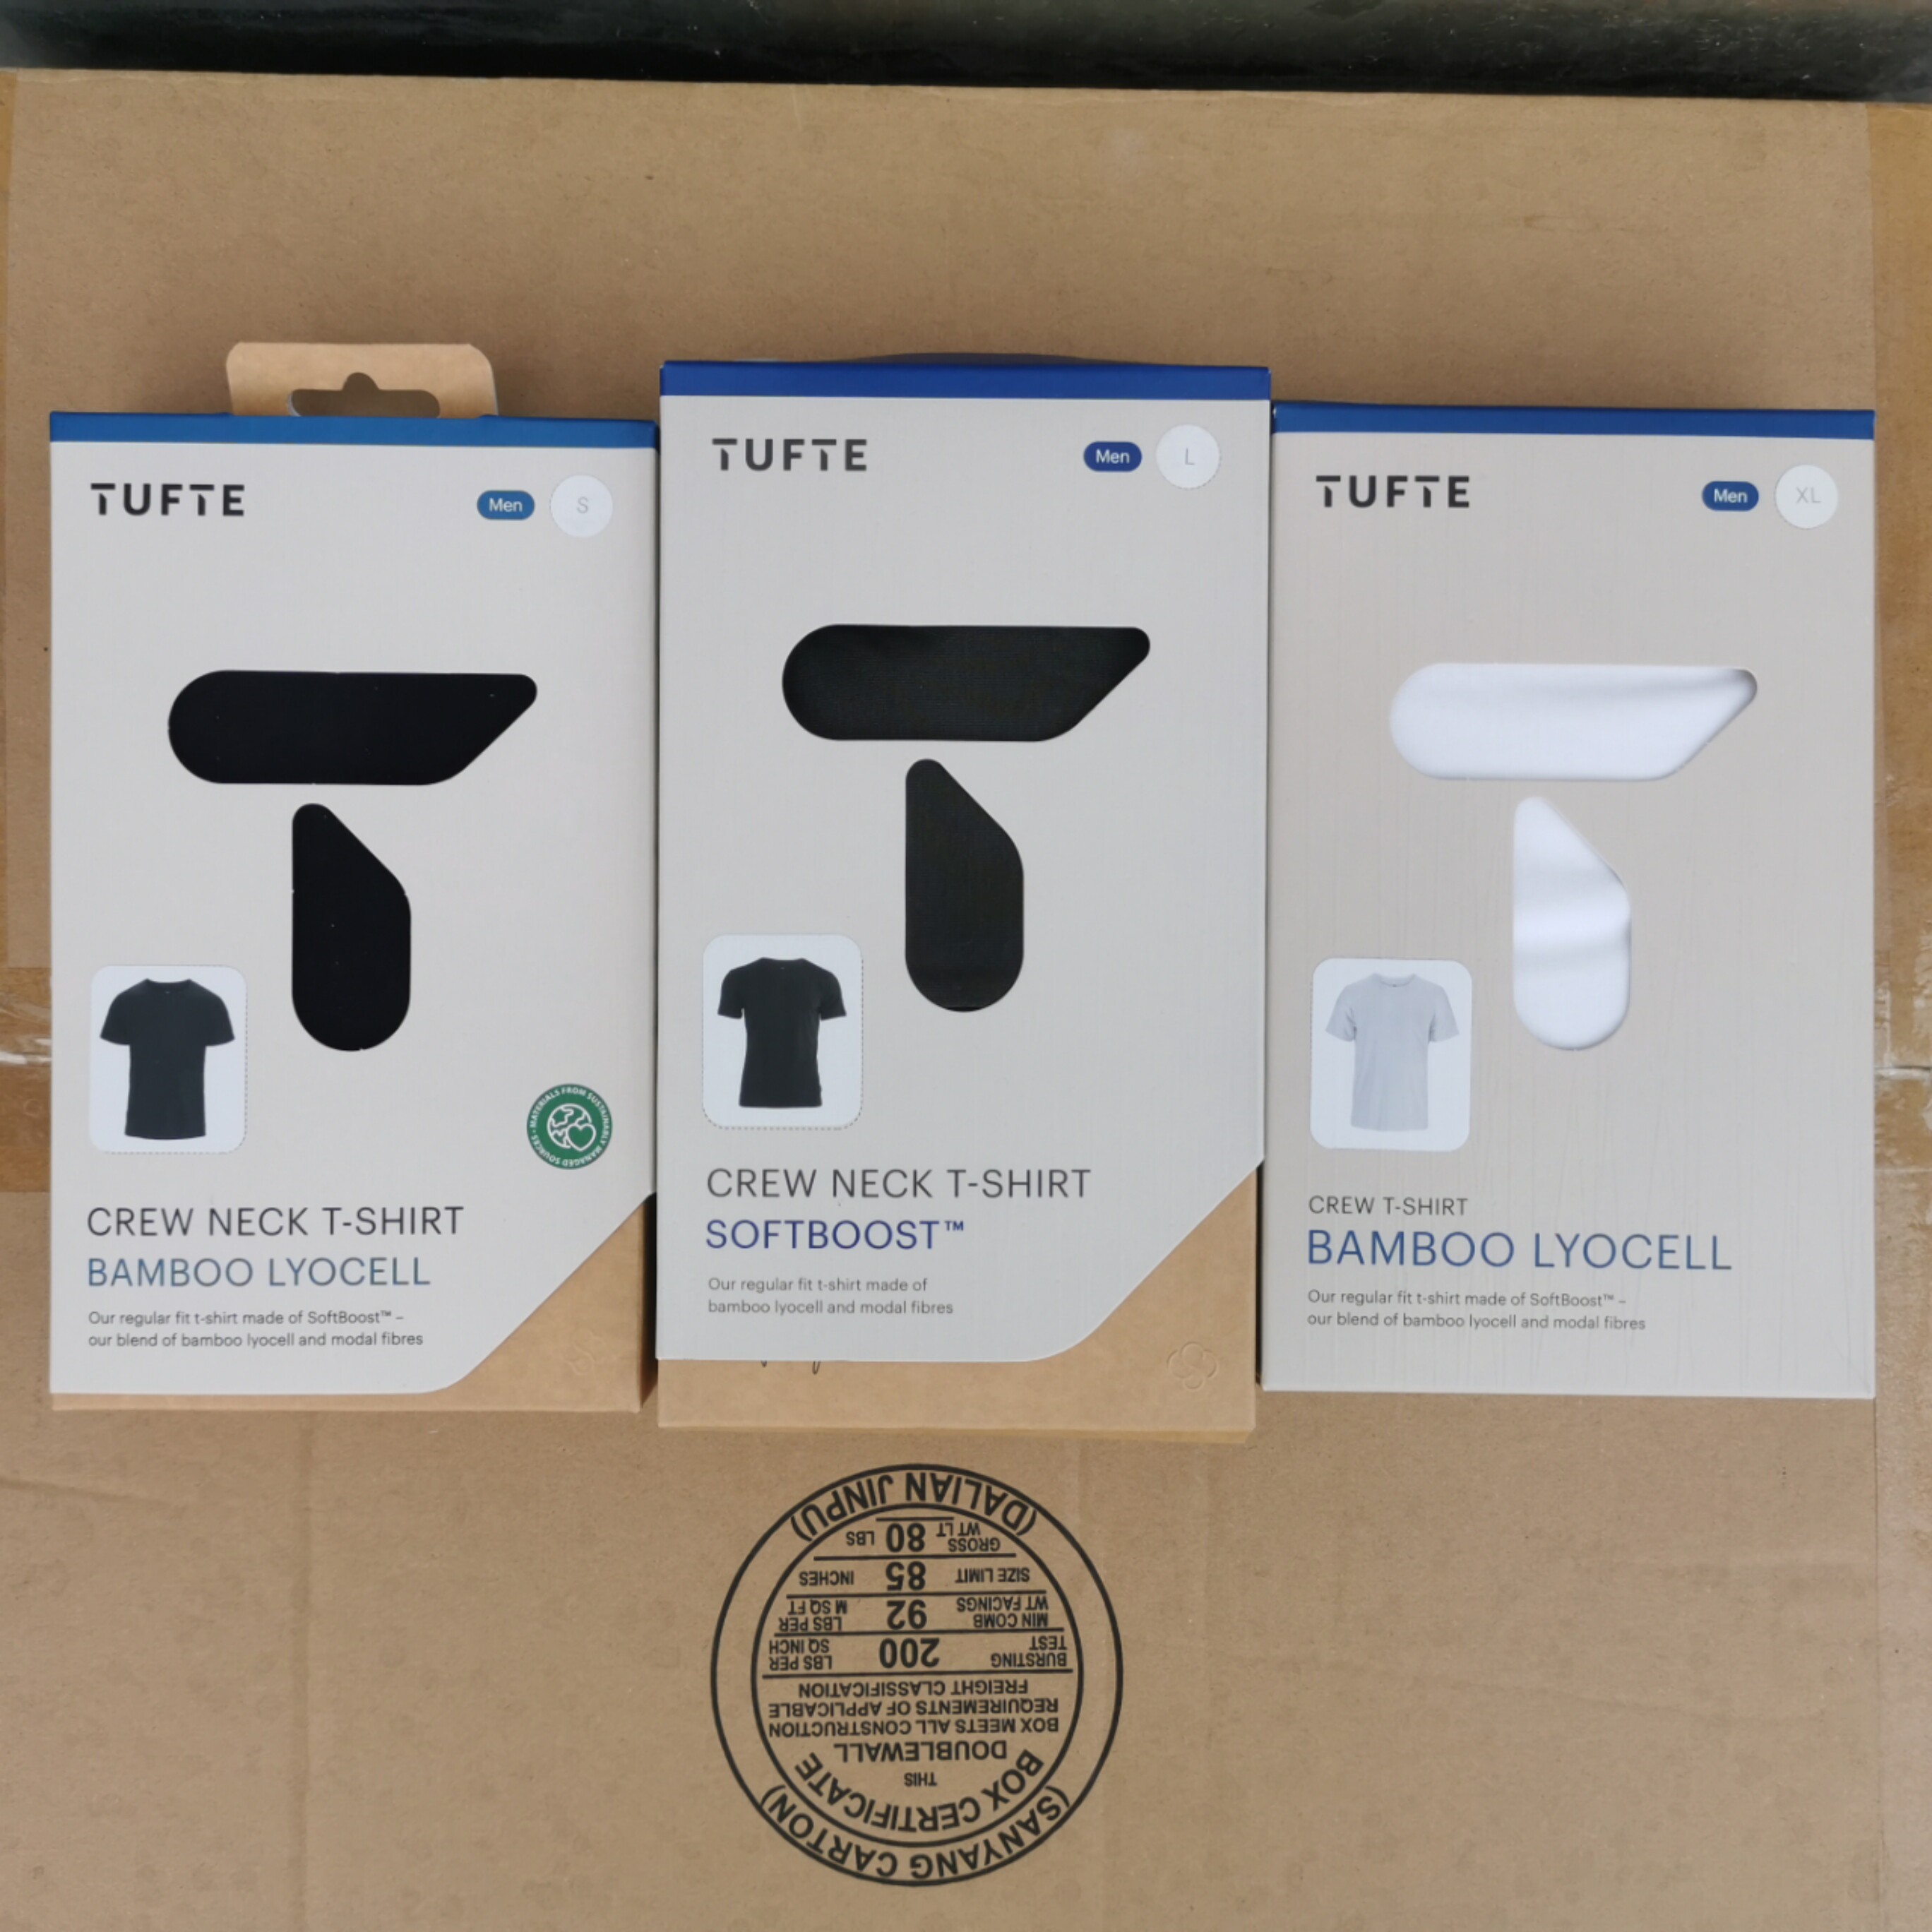 TUFTE
Men
S
MATERIALS FROM SUSTAINABLY MANAGED SOURCES
CREW NECK T-SHIRT
BAMBOO LYOCELL
Our regular fit t-shirt made of SoftBoost™ –
our blend of bamboo lyocell and modal fibres
TUFTE
Men
L
CREW NECK T-SHIRT
SOFTBOOST™
Our regular fit t-shirt made of
bamboo lyocell and modal fibres
TUFTE
Men
XL
CREW T-SHIRT
BAMBOO LYOCELL
Our regular fit t-shirt made of SoftBoost™ –
our blend of bamboo lyocell and modal fibres
(SANYANG CARTON)
BOX CERTIFICATE
THIS
DOUBLEWALL
BOX MEETS ALL CONSTRUCTION
REQUIREMENTS OF APPLICABLE
FREIGHT CLASSIFICATION
BURSTING TEST 200 LBS PER SQ INCH
MIN COMB WT FACINGS 92 LBS PER M SQ FT
SIZE LIMIT 85 INCHES
GROSS WT LT 80 LBS
(DALIAN JINPU)